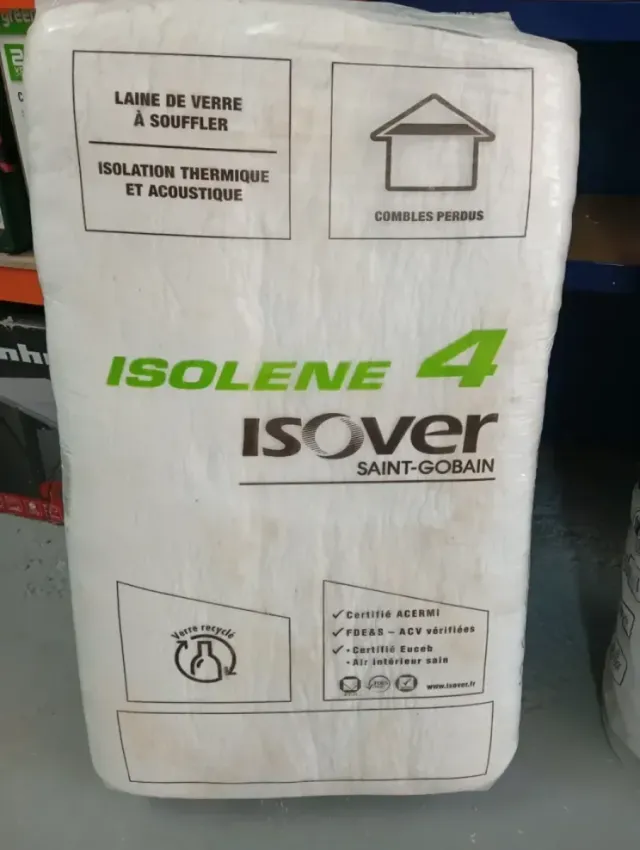 LAINE DE VERRE
À SOUFFLER
ISOLATION THERMIQUE
ET ACOUSTIQUE
COMBLES PERDUS
ISOLENE 4
ISOVER
SAINT-GOBAIN
Verre recyclé
✓ Certifié ACERMI
✓ FDE&S – ACV vérifiées
✓ • Certifié Euceb
• Air intérieur sain
www.isover.fr